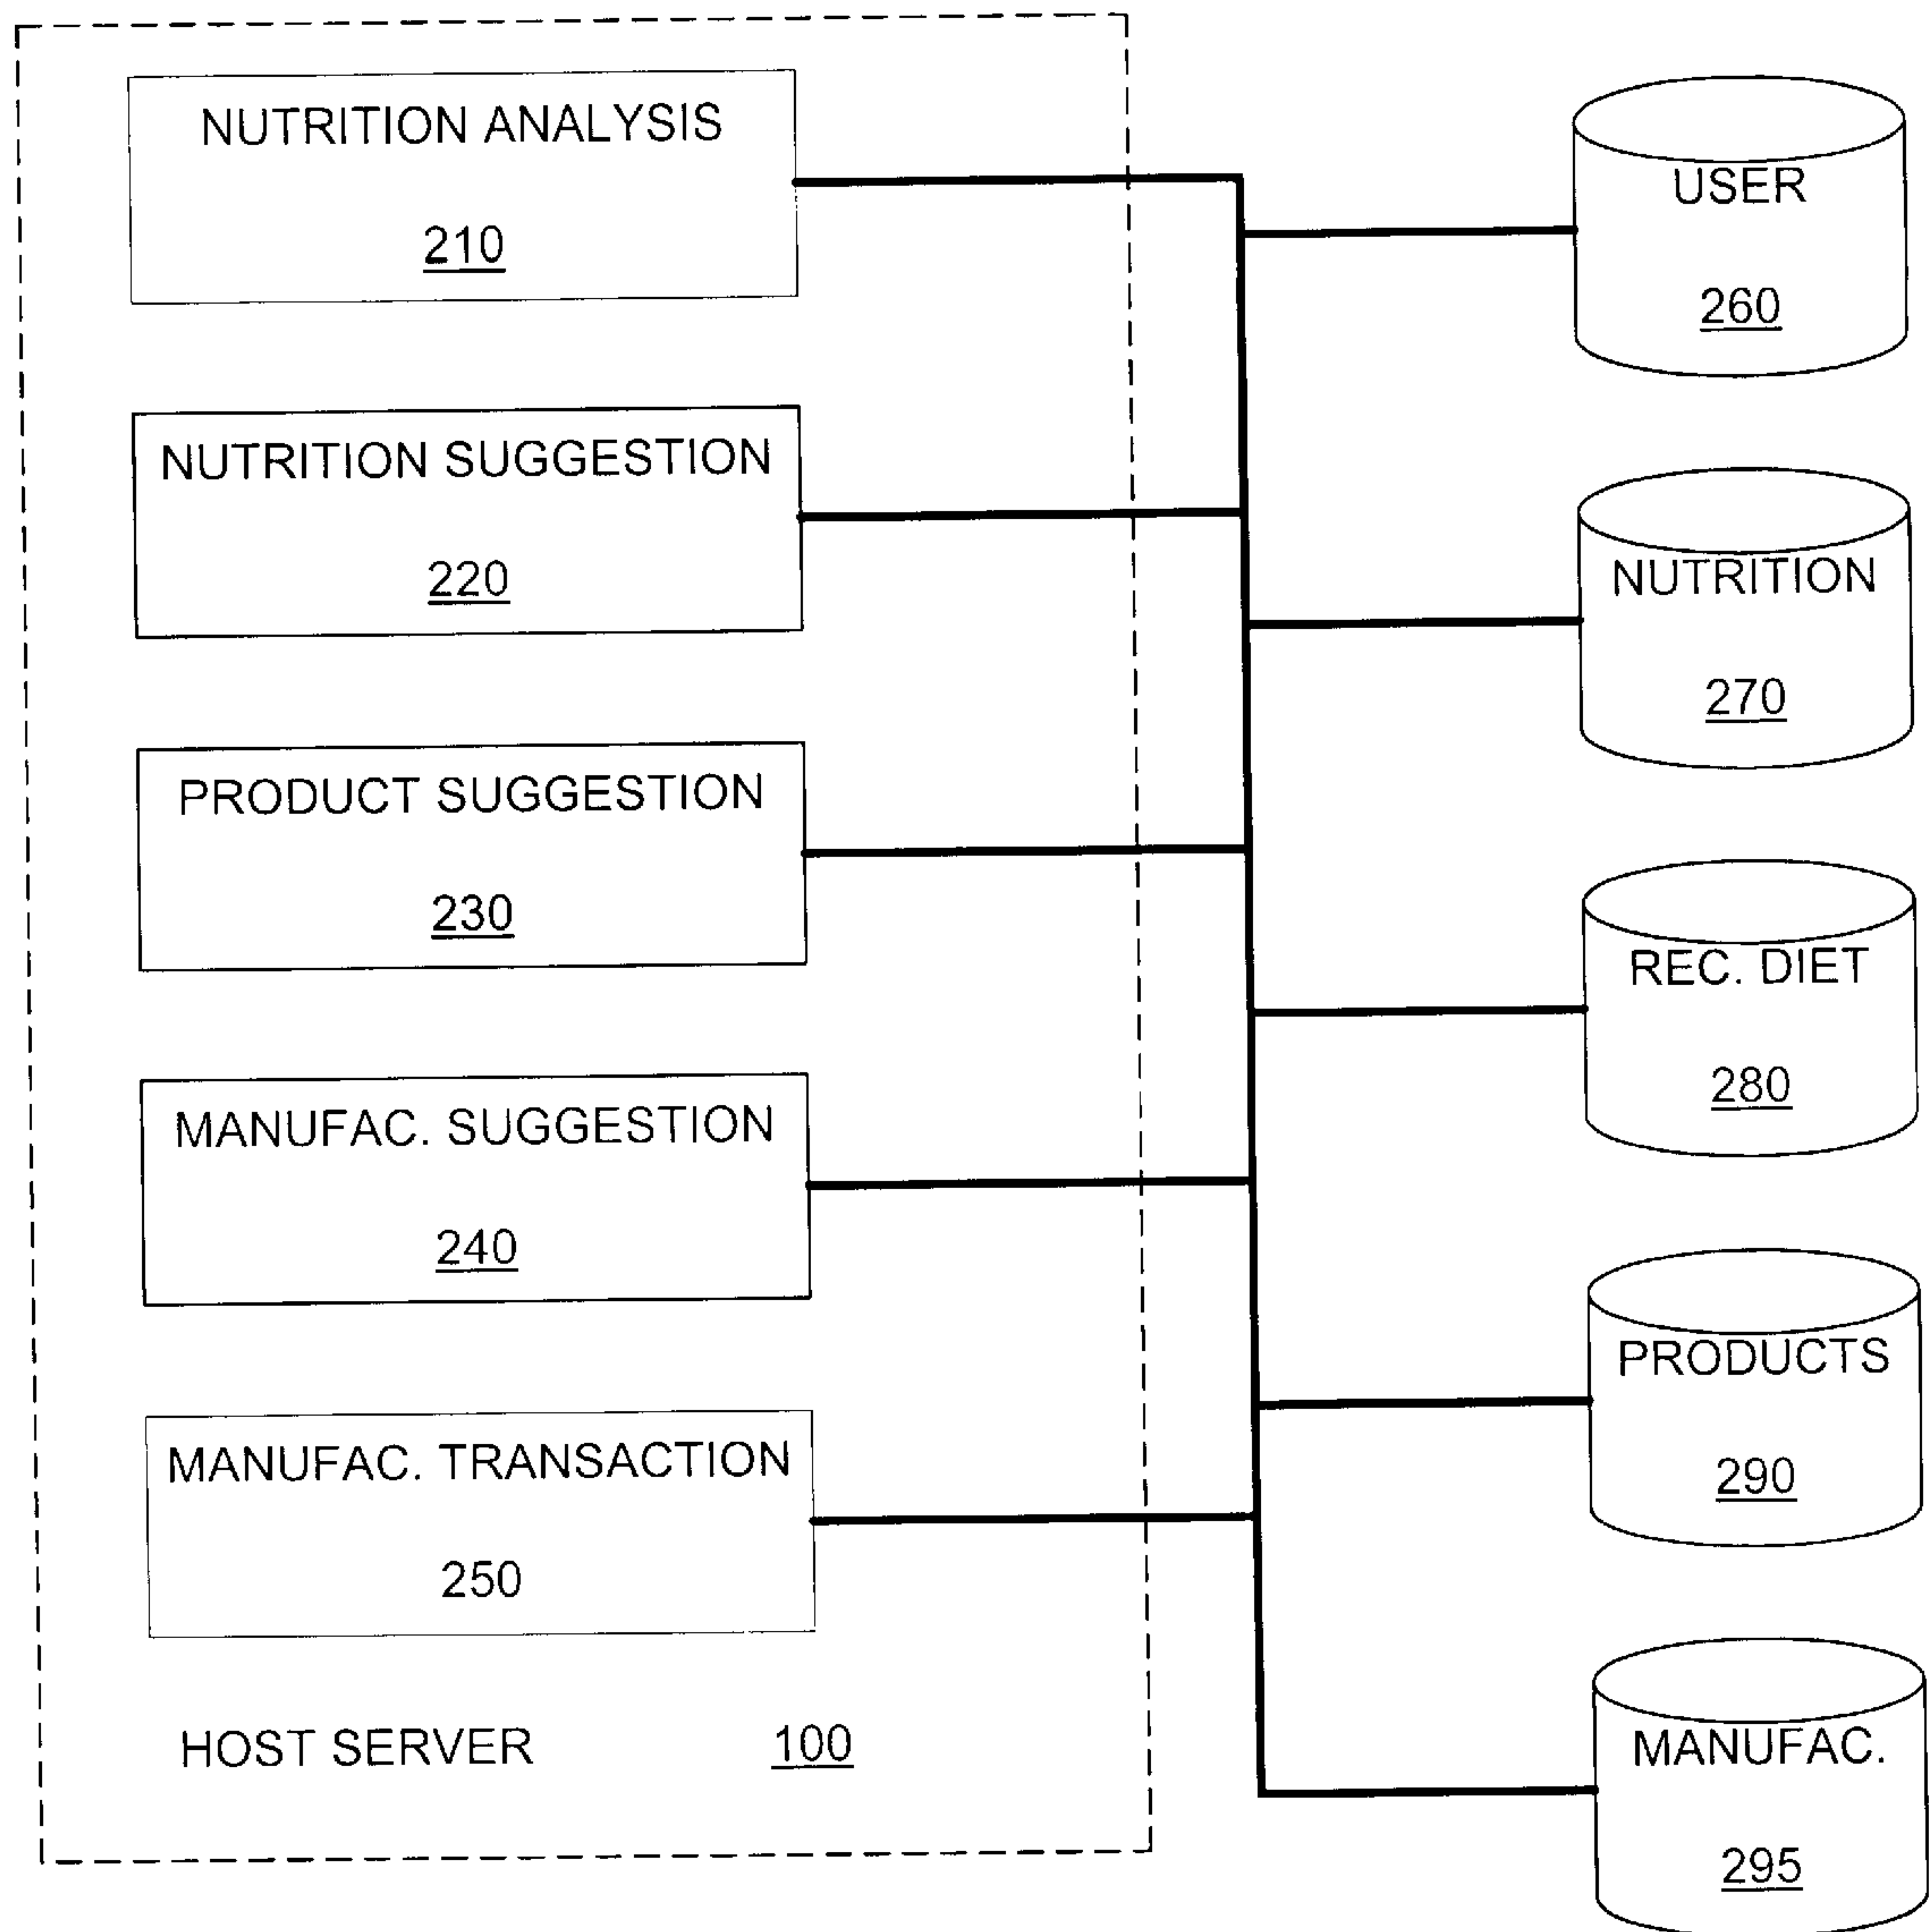 NUTRITION ANALYSIS
210
NUTRITION SUGGESTION
220
PRODUCT SUGGESTION
230
MANUFAC. SUGGESTION
240
MANUFAC. TRANSACTION
250
HOST SERVER 100
USER
260
NUTRITION
270
REC. DIET
280
PRODUCTS
290
MANUFAC.
295